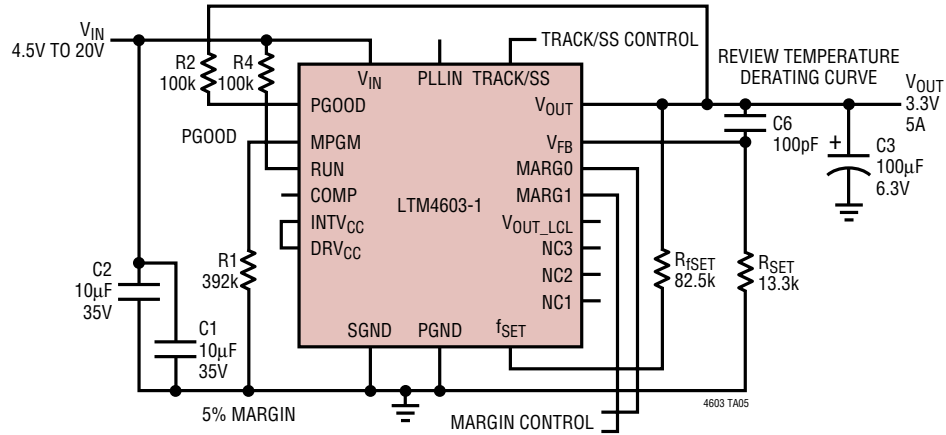 V_IN
4.5V TO 20V
R2
100k
R4
100k
TRACK/SS CONTROL
REVIEW TEMPERATURE
DERATING CURVE
V_IN
PLLIN
TRACK/SS
PGOOD
V_OUT
V_OUT
3.3V
5A
C6
100pF
PGOOD
MPGM
V_FB
+
C3
100μF
6.3V
RUN
MARG0
COMP
MARG1
LTM4603-1
INTV_CC
V_OUT_LCL
DRV_CC
NC3
NC2
NC1
R1
392k
R_fSET
82.5k
R_SET
13.3k
C2
10μF
35V
C1
10μF
35V
SGND
PGND
f_SET
5% MARGIN
MARGIN CONTROL
4603 TA05